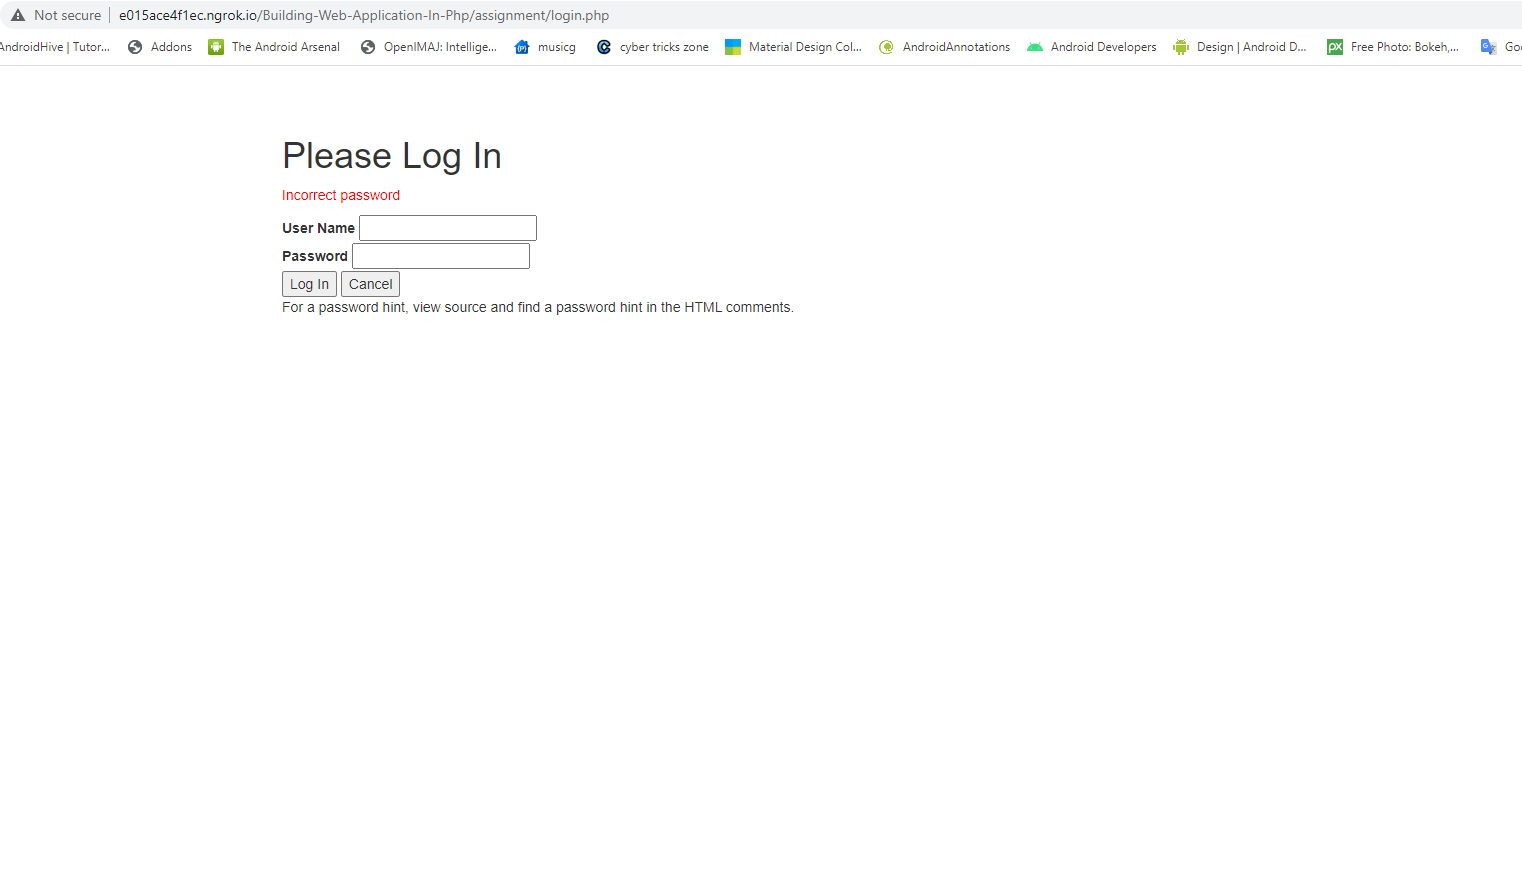 Not secure e015ace4f1ec.ngrok.io/Building-Web-Application-In-Php/assignment/login.php
AndroidHive | Tutor... Addons The Android Arsenal OpenIMAJ: Intellige... musicg cyber tricks zone Material Design Col... AndroidAnnotations Android Developers Design | Android D... Free Photo: Bokeh,... Goo
Please Log In
Incorrect password
User Name
Password
Log In Cancel
For a password hint, view source and find a password hint in the HTML comments.